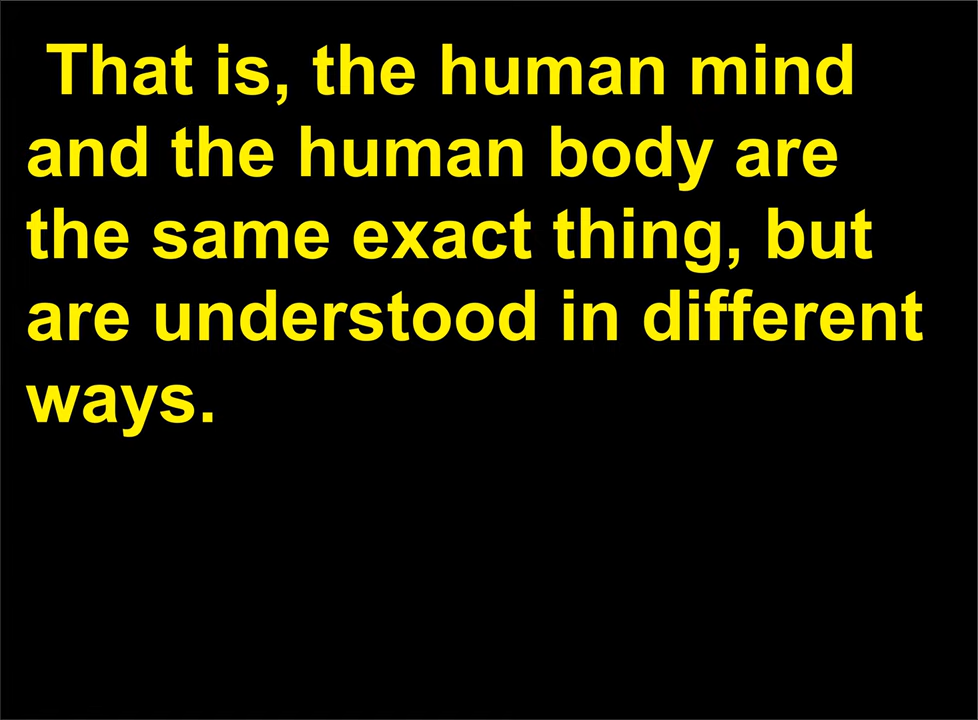 That is, the human mind
and the human body are
the same exact thing, but
are understood in different
ways.